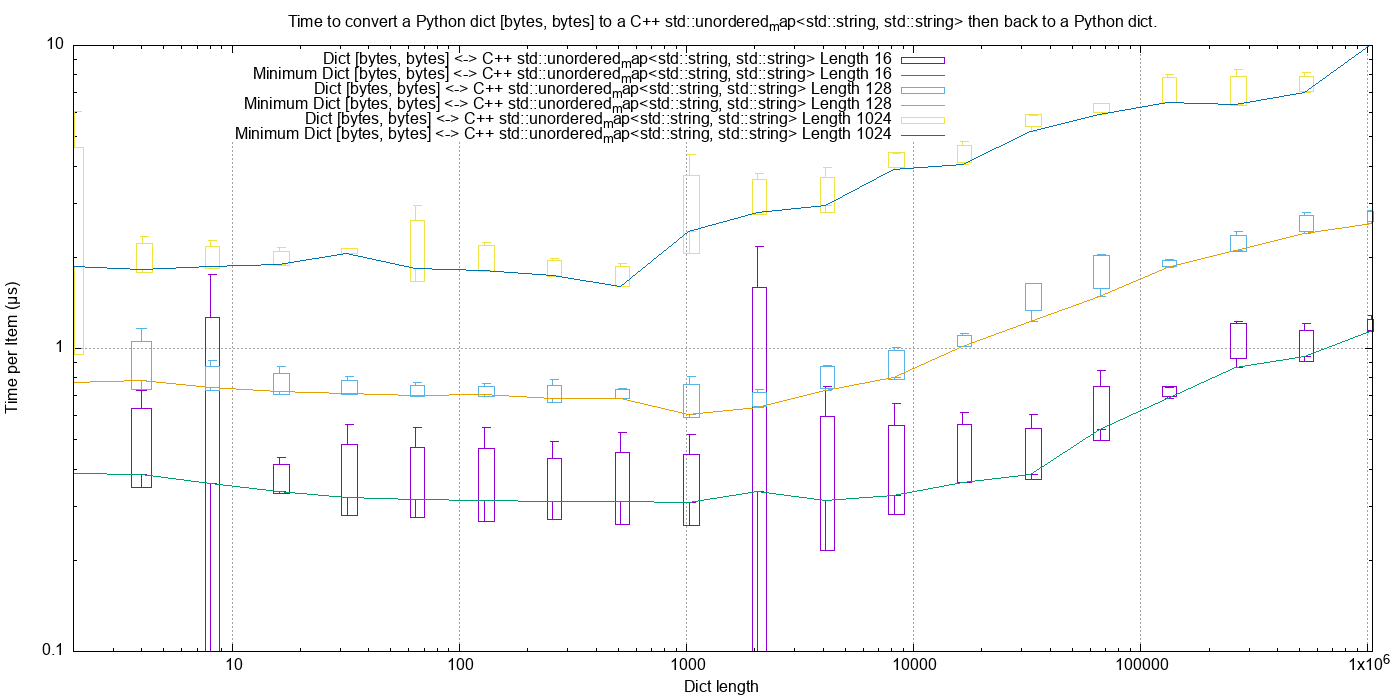 Time to convert a Python dict [bytes, bytes] to a C++ std::unordered_map<std::string, std::string> then back to a Python dict.
10
Dict [bytes, bytes] <-> C++ std::unordered_map<std::string, std::string> Length 16
Minimum Dict [bytes, bytes] <-> C++ std::unordered_map<std::string, std::string> Length 16
Dict [bytes, bytes] <-> C++ std::unordered_map<std::string, std::string> Length 128
Minimum Dict [bytes, bytes] <-> C++ std::unordered_map<std::string, std::string> Length 128
Dict [bytes, bytes] <-> C++ std::unordered_map<std::string, std::string> Length 1024
Minimum Dict [bytes, bytes] <-> C++ std::unordered_map<std::string, std::string> Length 1024
Time per Item (µs)
1
0.1
10 100 1000 10000 100000 1x10^6
Dict length